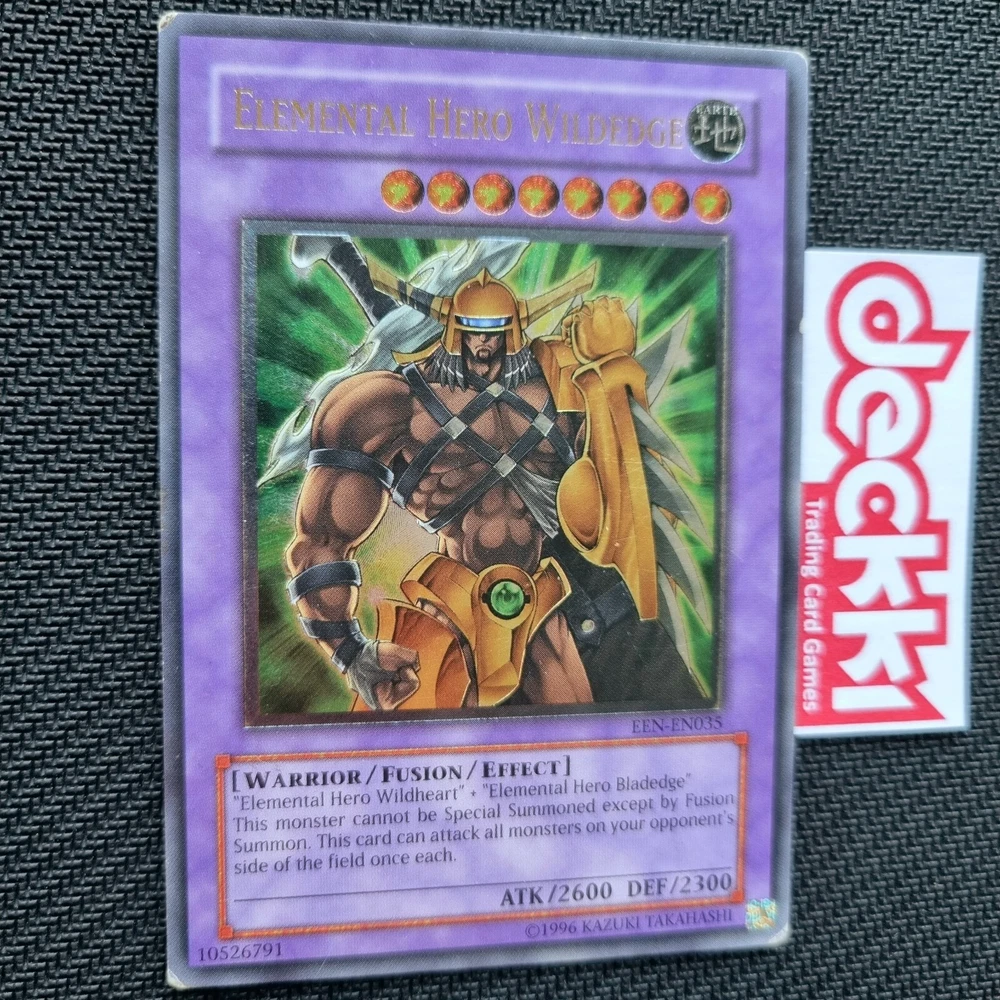 ELEMENTAL HERO WILDEDGE
EARTH
地
EEN-EN035
[WARRIOR/FUSION/EFFECT]
"Elemental Hero Wildheart" + "Elemental Hero Bladedge"
This monster cannot be Special Summoned except by Fusion
Summon. This card can attack all monsters on your opponent's
side of the field once each.
ATK/2600 DEF/2300
10526791
©1996 KAZUKI TAKAHASHI
deckki
Trading Card Games